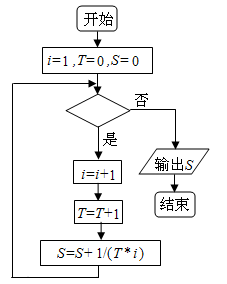 开始
i=1 ,T=0 ,S=0
否
是
i=i+1
输出S
T=T+1
结束
S=S+1/(T*i)